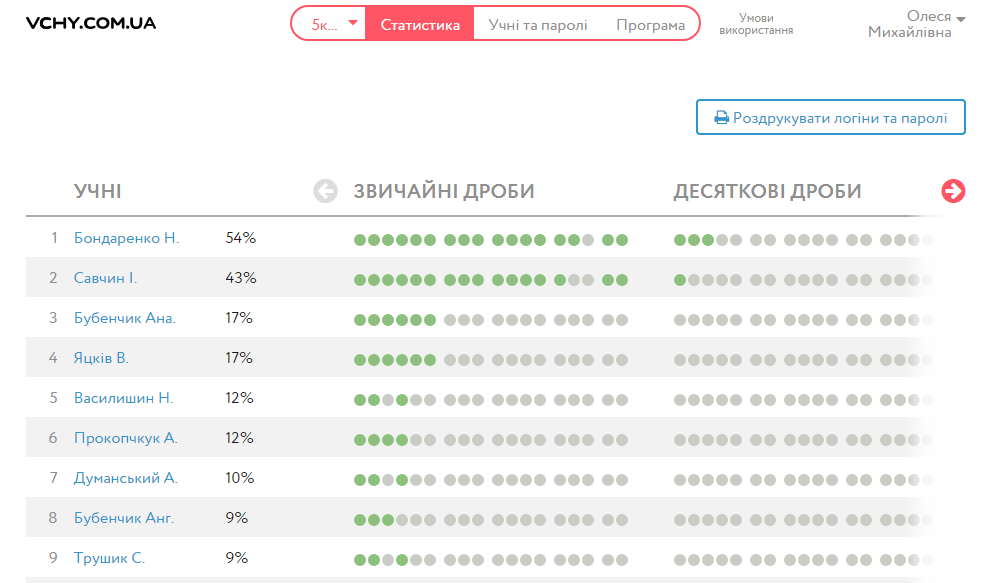 VCHY.COM.UA
5к... Статистика Учні та паролі Програма
Умови
використання
Олеся
Михайлівна
Роздрукувати логіни та паролі
УЧНІ ЗВИЧАЙНІ ДРОБИ ДЕСЯТКОВІ ДРОБИ
1 Бондаренко Н. 54%
2 Савчин І. 43%
3 Бубенчик Ана. 17%
4 Яцків В. 17%
5 Василишин Н. 12%
6 Прокопчкук А. 12%
7 Думанський А. 10%
8 Бубенчик Анг. 9%
9 Трушик С. 9%